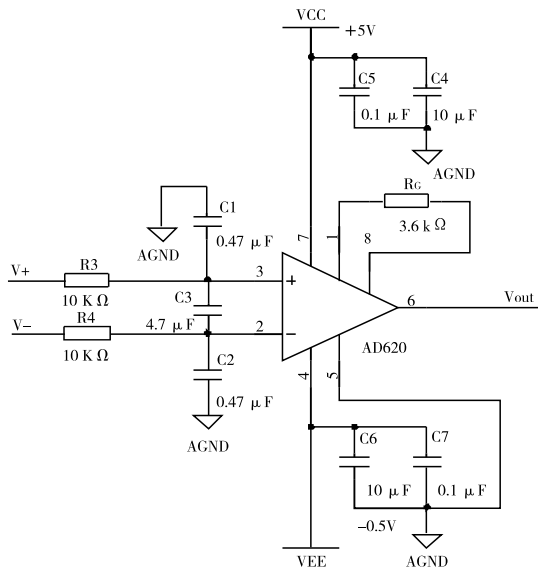 VCC
+5V
C5
C4
0.1 μF
10 μF
AGND
RG
3.6 k Ω
C1
AGND
0.47 μF
7
1
8
V+
R3
3
+
10 K Ω
C3
6
Vout
V−
R4
4.7 μF
2
−
10 KΩ
C2
AD620
0.47 μF
4
5
AGND
C6
C7
10 μF
0.1 μF
−0.5V
VEE
AGND